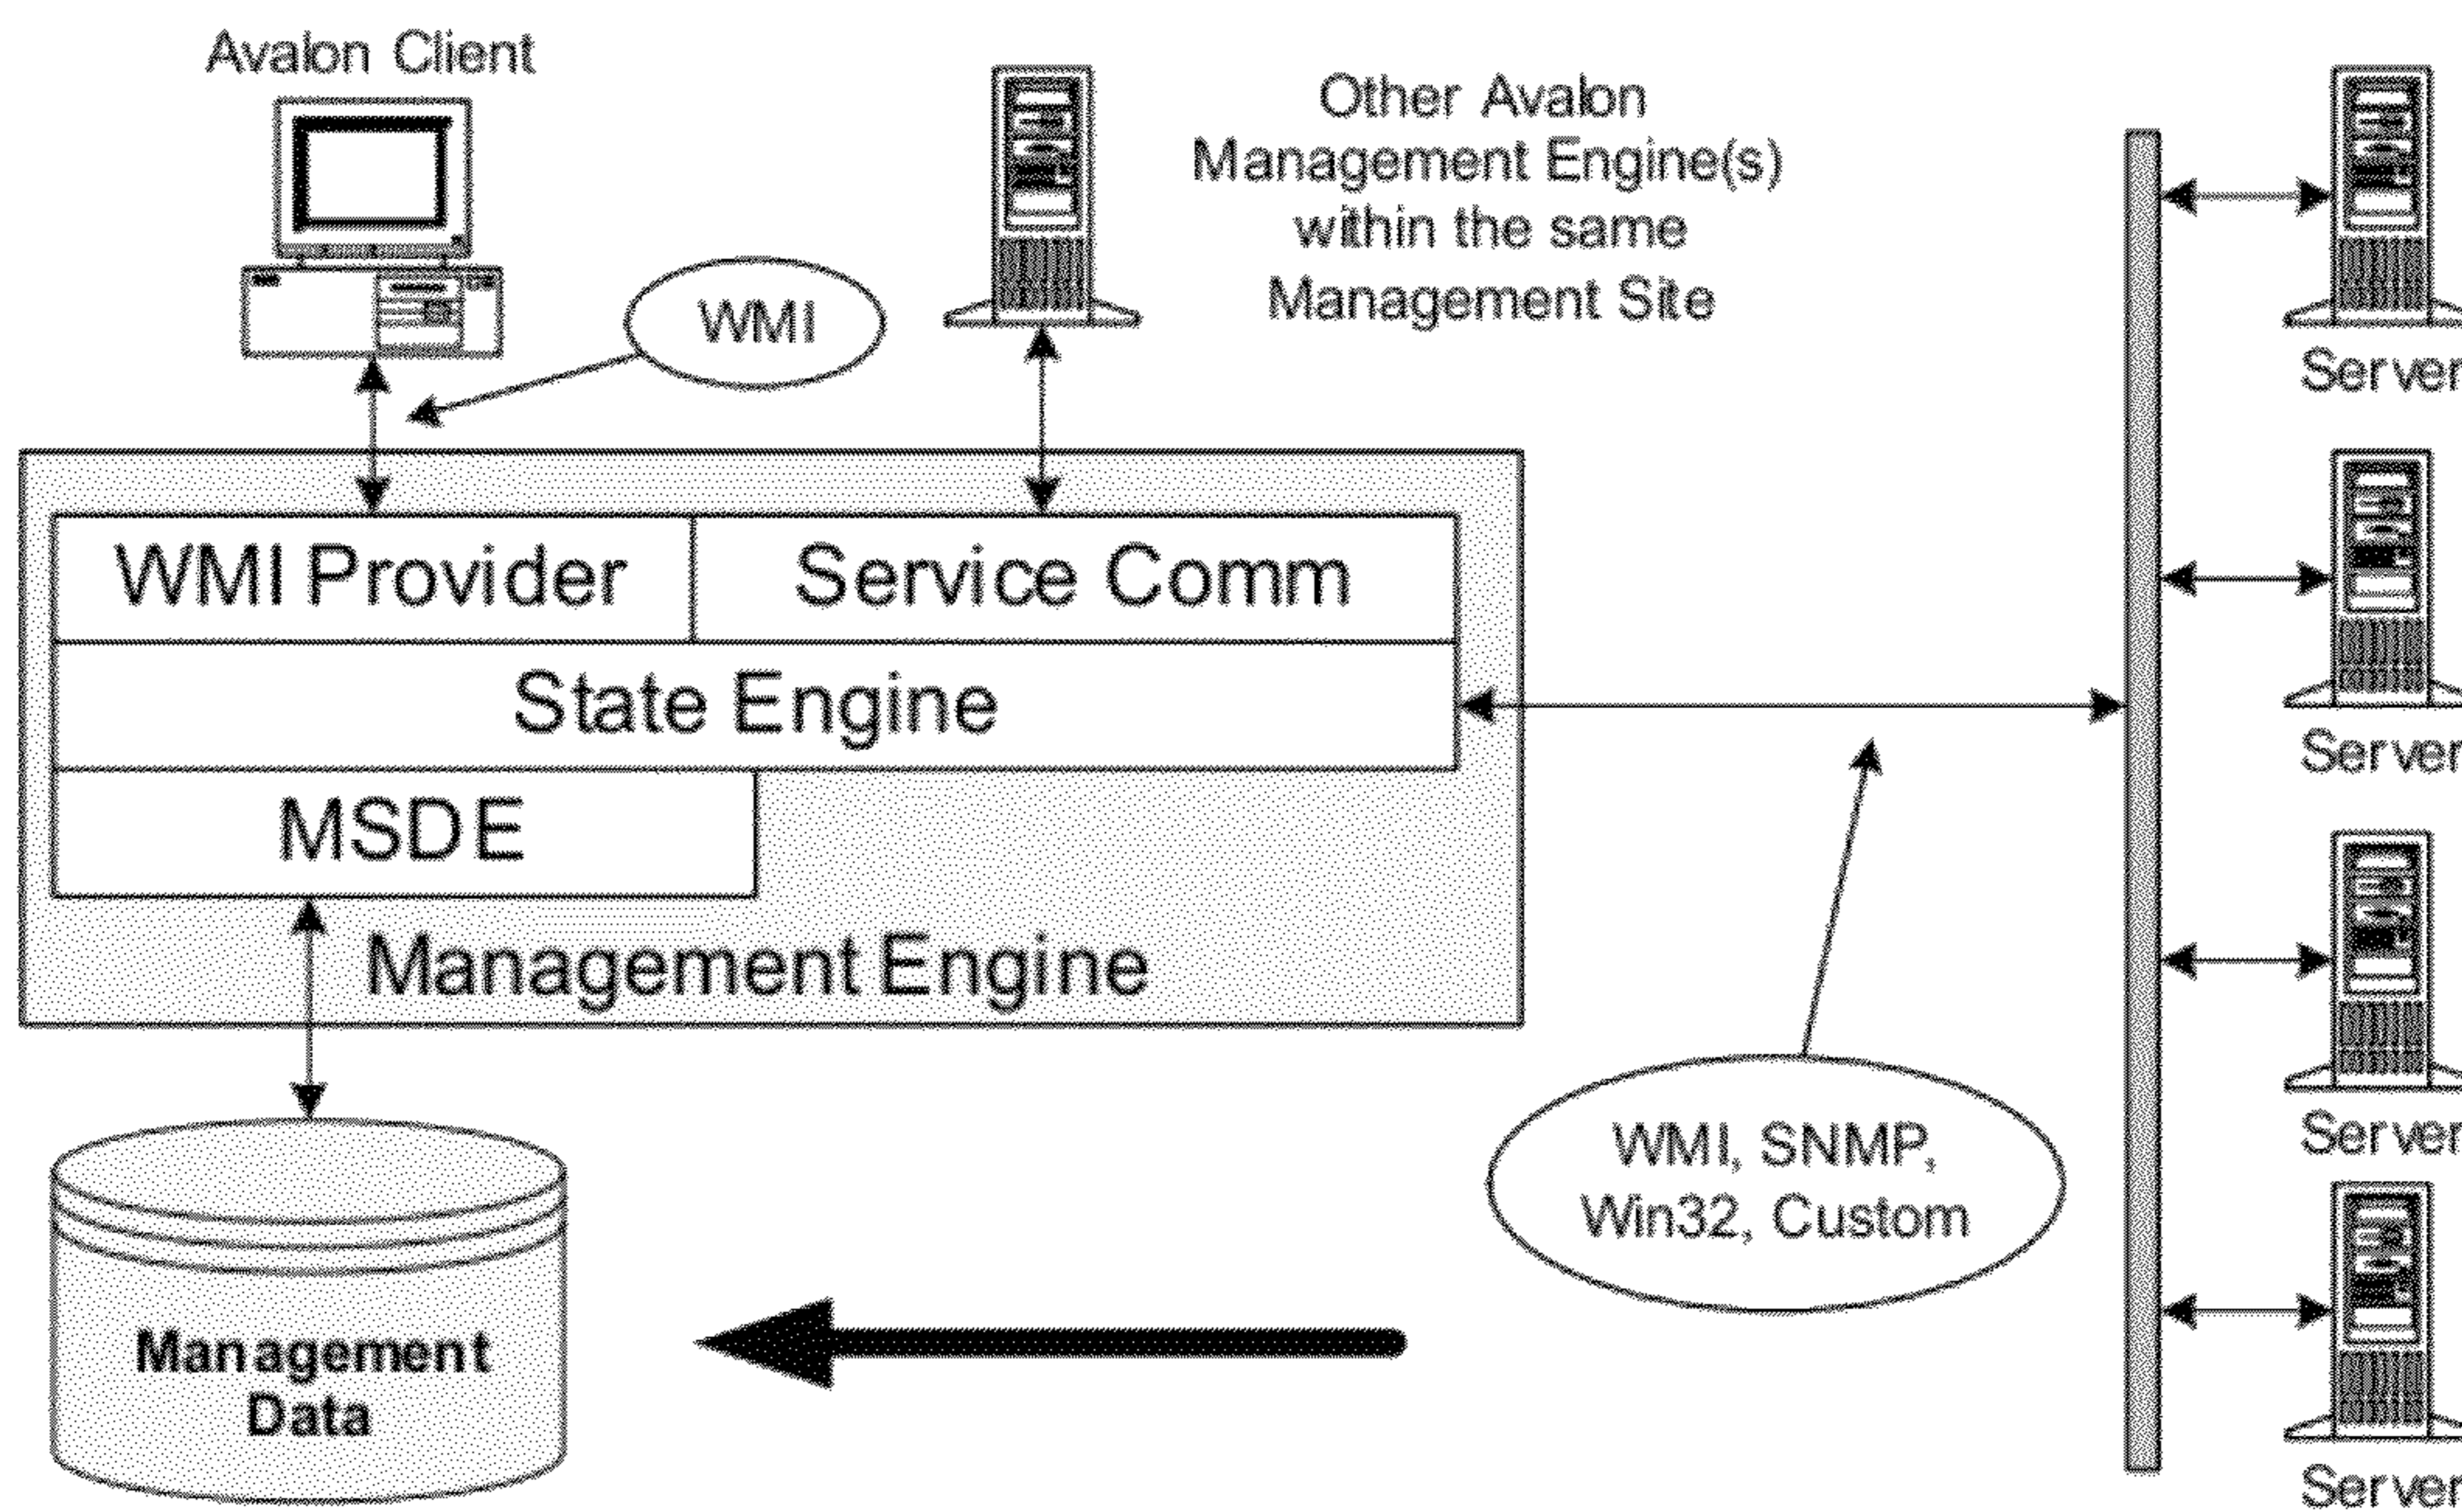 Avalon Client
Other Avalon
Management Engine(s)
within the same
Management Site
WMI
Server
WMI Provider
Service Comm
State Engine
Server
MSDE
Management Engine
Server
WMI, SNMP,
Win32, Custom
Management
Data
Server